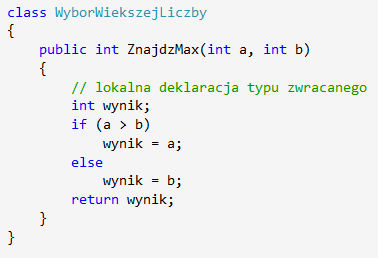 class WyborWiekszejLiczby
{
    public int ZnajdzMax(int a, int b)
    {
        // lokalna deklaracja typu zwracanego
        int wynik;
        if (a > b)
            wynik = a;
        else
            wynik = b;
        return wynik;
    }
}